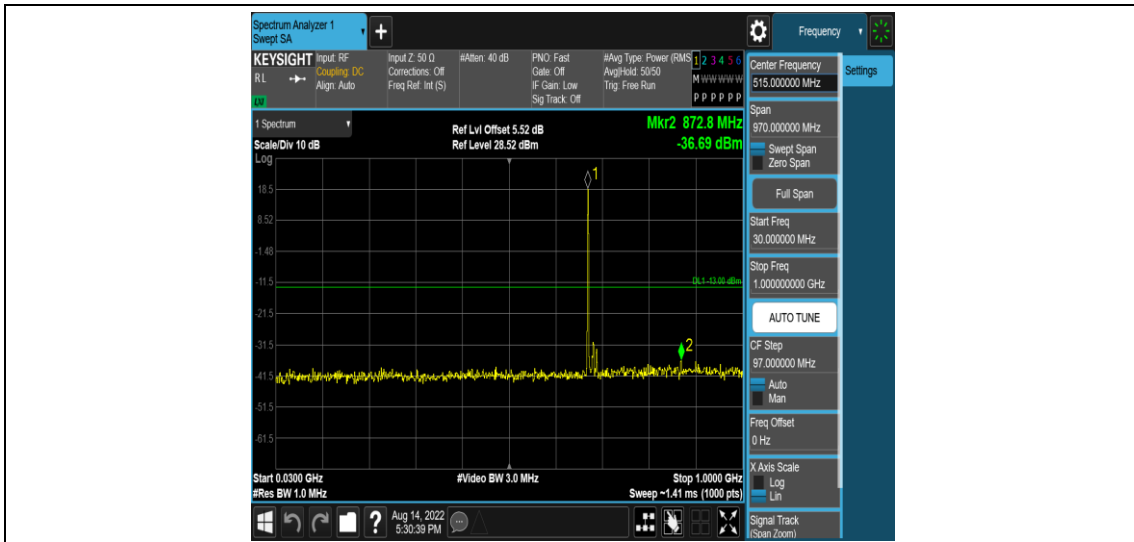 Spectrum Analyzer 1
Swept SA
+
Frequency
KEYSIGHT
RL
LXI
Input: RF
Coupling: DC
Align: Auto
Input Z: 50 Ω
Corrections: Off
Freq Ref: Int (S)
#Atten: 40 dB
PNO: Fast
Gate: Off
IF Gain: Low
Sig Track: Off
#Avg Type: Power (RMS
Avg|Hold: 50/50
Trig: Free Run
1 2 3 4 5 6
M W W W W W
P P P P P P
1 Spectrum
Scale/Div 10 dB
Log
Ref Lvl Offset 5.52 dB
Ref Level 28.52 dBm
Mkr2 872.8 MHz
-36.69 dBm
18.5
8.52
-1.48
-11.5
-21.5
-31.5
-41.5
-51.5
-61.5
1
DL1 -13.00 dBm
2
Start 0.0300 GHz
#Res BW 1.0 MHz
#Video BW 3.0 MHz
Stop 1.0000 GHz
Sweep ~1.41 ms (1000 pts)
Center Frequency
515.000000 MHz
Settings
Span
970.000000 MHz
Swept Span
Zero Span
Full Span
Start Freq
30.000000 MHz
Stop Freq
1.000000000 GHz
AUTO TUNE
CF Step
97.000000 MHz
Auto
Man
Freq Offset
0 Hz
X Axis Scale
Log
Lin
Signal Track
(Span Zoom)
?
Aug 14, 2022
5:30:39 PM